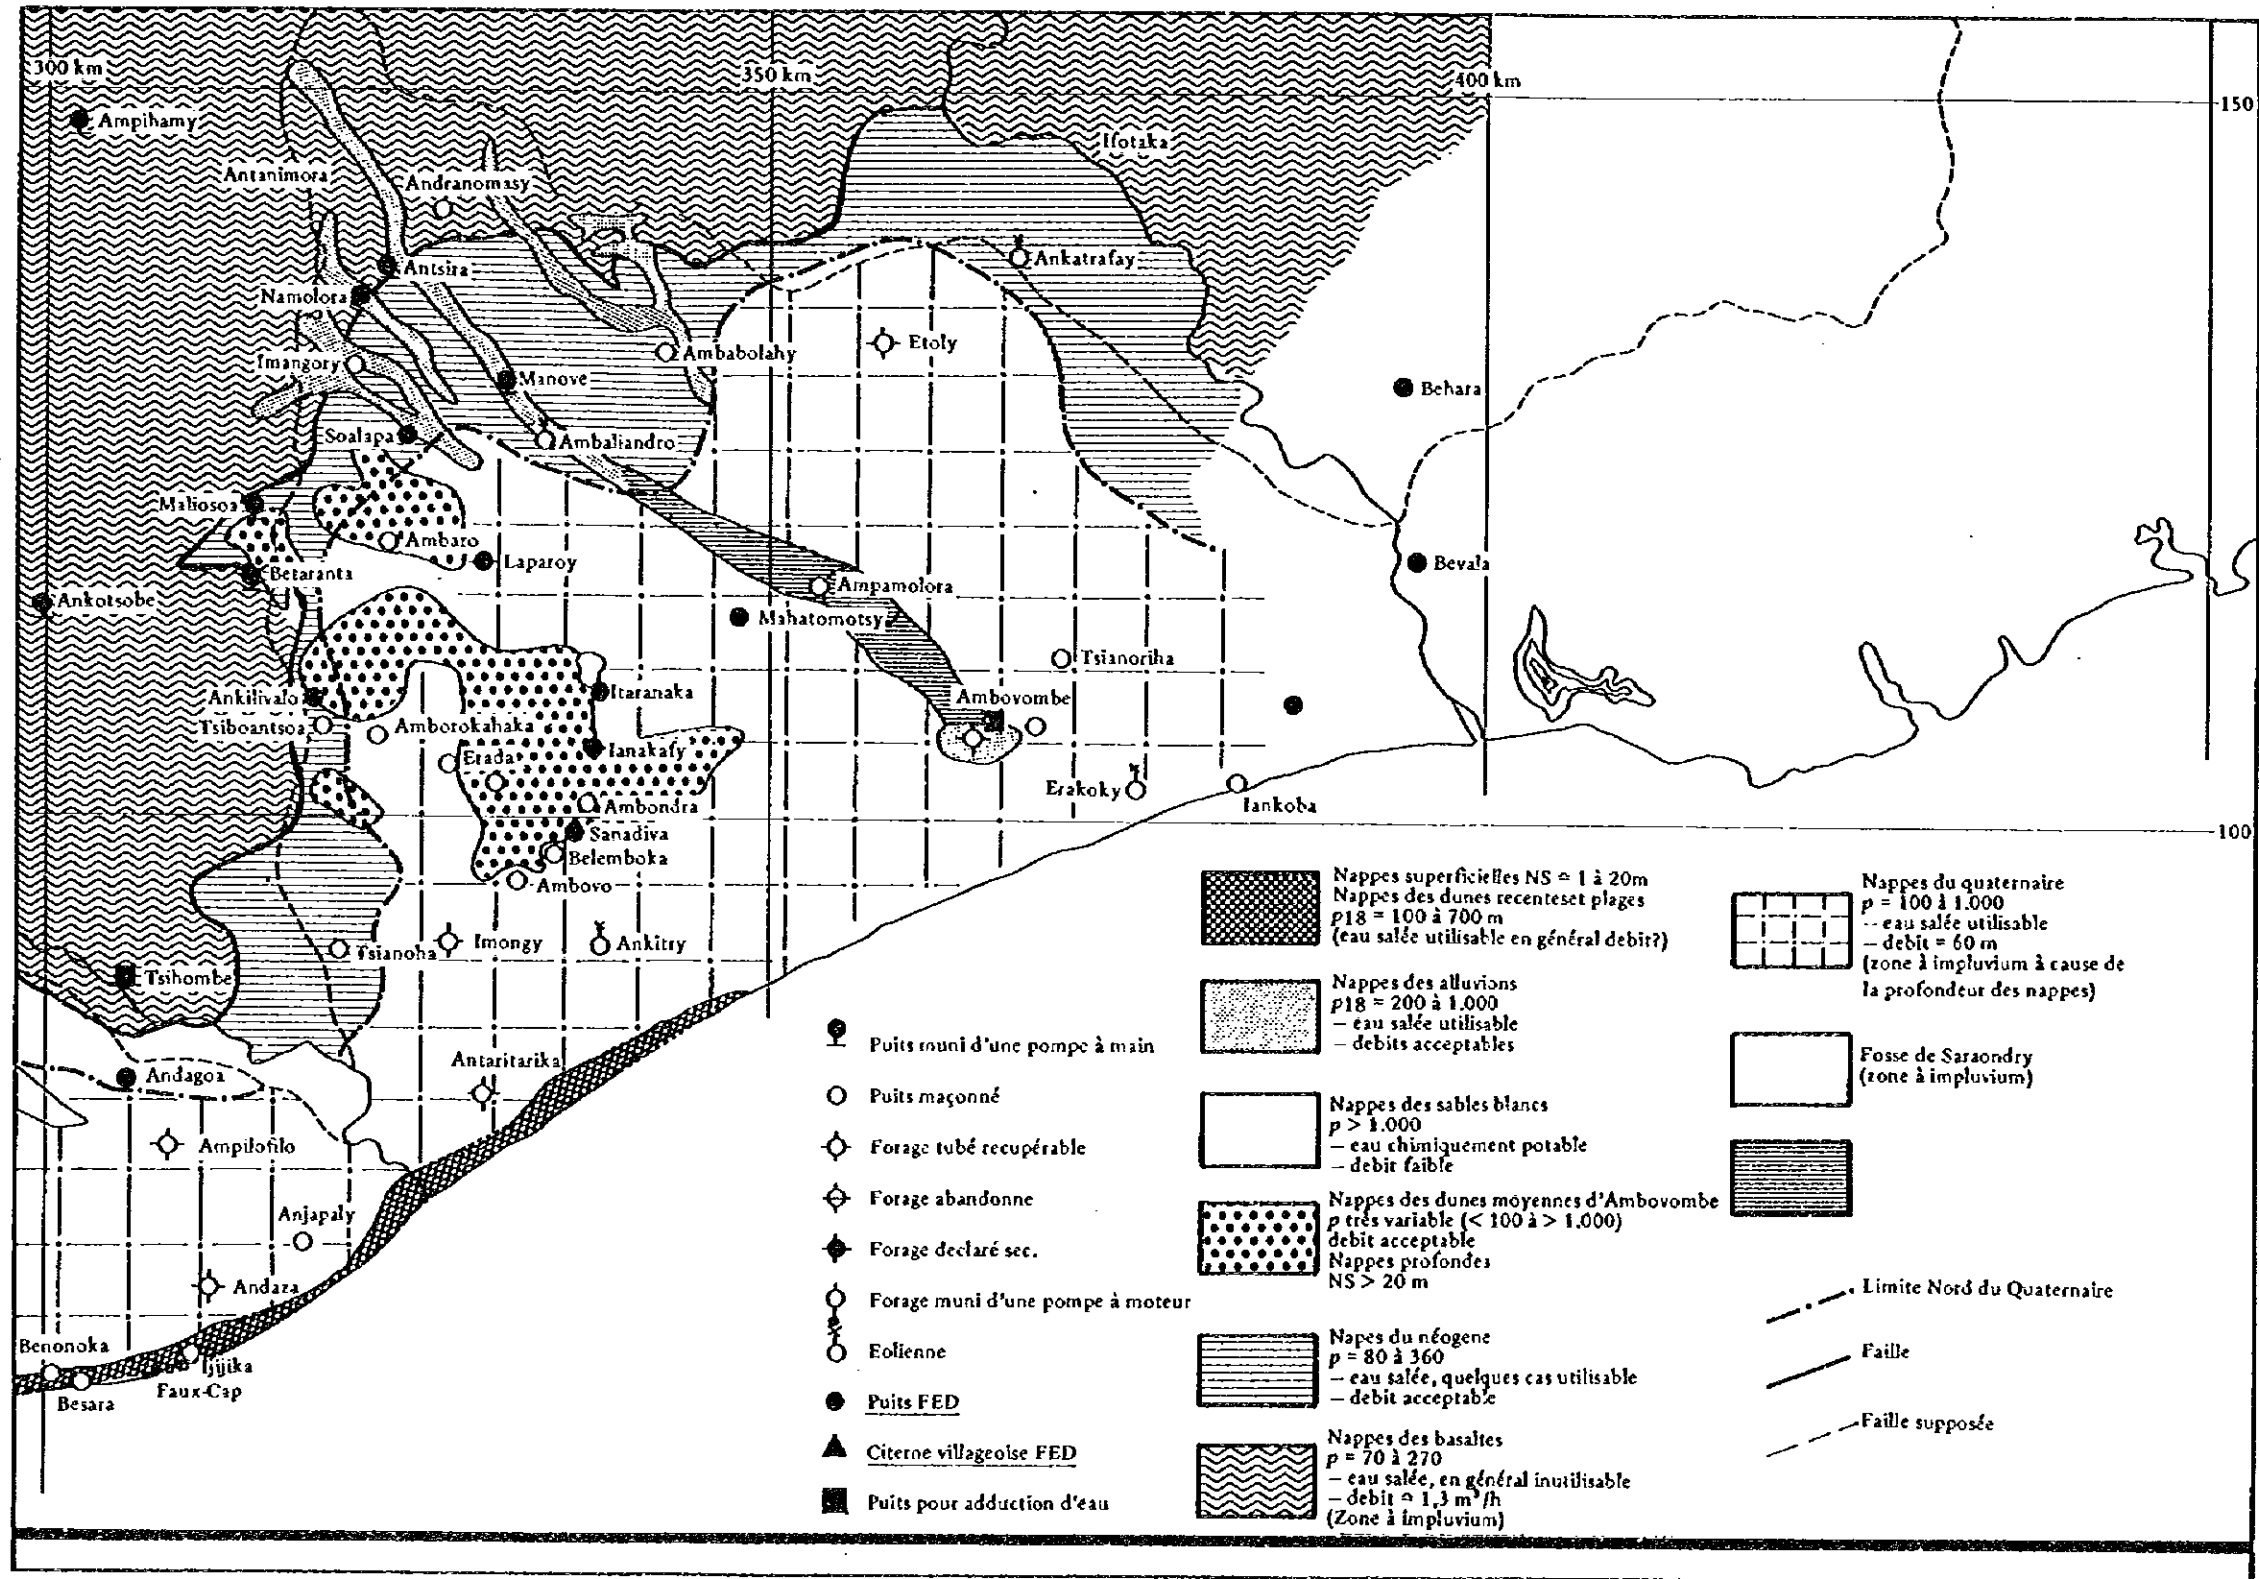 300 km
350 km
400 km
150
Ampihamy
Ifotaka
Antanimora
Andranomasy
Ankatrafay
Antsira
Namolora
Etoly
Ambabolahy
Imangory
Manove
Behara
Soalapa
Ambaliandro
Maliosoa
Ambaro
Laparoy
Bevala
Betaranta
Ampamolora
Ankotsobe
Mahatomotsy
Tsianoriha
Ankilivalo
Itaranaka
Ambovombe
Tsiboantsoa
Amborokahaka
Ianakafy
Erada
Erakoky
Iankoba
Ambondra
Sanadiva
100
Belemboka
Ambovo
Tsianoha
Imongy
Ankitry
Tsihombe
Antaritarika
Andagoa
Ampilofilo
Anjapaly
Andaza
Benonoka
Ijijika
Faux-Cap
Besara
Puits muni d'une pompe à main
Puits maçonné
Forage tubé recupérable
Forage abandonne
Forage declaré sec.
Forage muni d'une pompe à moteur
Eolienne
Puits FED
Citerne villageoise FED
Puits pour adduction d'eau
Nappes superficielles NS ≃ 1 à 20m
Nappes des dunes recenteset plages
p18 = 100 à 700 m
(eau salée utilisable en général debit?)
Nappes des alluvions
p18 = 200 à 1.000
– eau salée utilisable
– debits acceptables
Nappes des sables blancs
p > 1.000
– eau chimiquement potable
– debit faible
Nappes des dunes moyennes d'Ambovombe
p très variable (< 100 à > 1.000)
debit acceptable
Nappes profondes
NS > 20 m
Napes du néogene
p = 80 à 360
– eau salée, quelques cas utilisable
– debit acceptable
Nappes des basaltes
p = 70 à 270
– eau salée, en général inutilisable
– debit ≃ 1,3 m³/h
(Zone à impluvium)
Nappes du quaternaire
p = 100 à 1.000
-- eau salée utilisable
– debit = 60 m
(zone à impluvium à cause de
la profondeur des nappes)
Fosse de Saraondry
(zone à impluvium)
Limite Nord du Quaternaire
Faille
Faille supposée